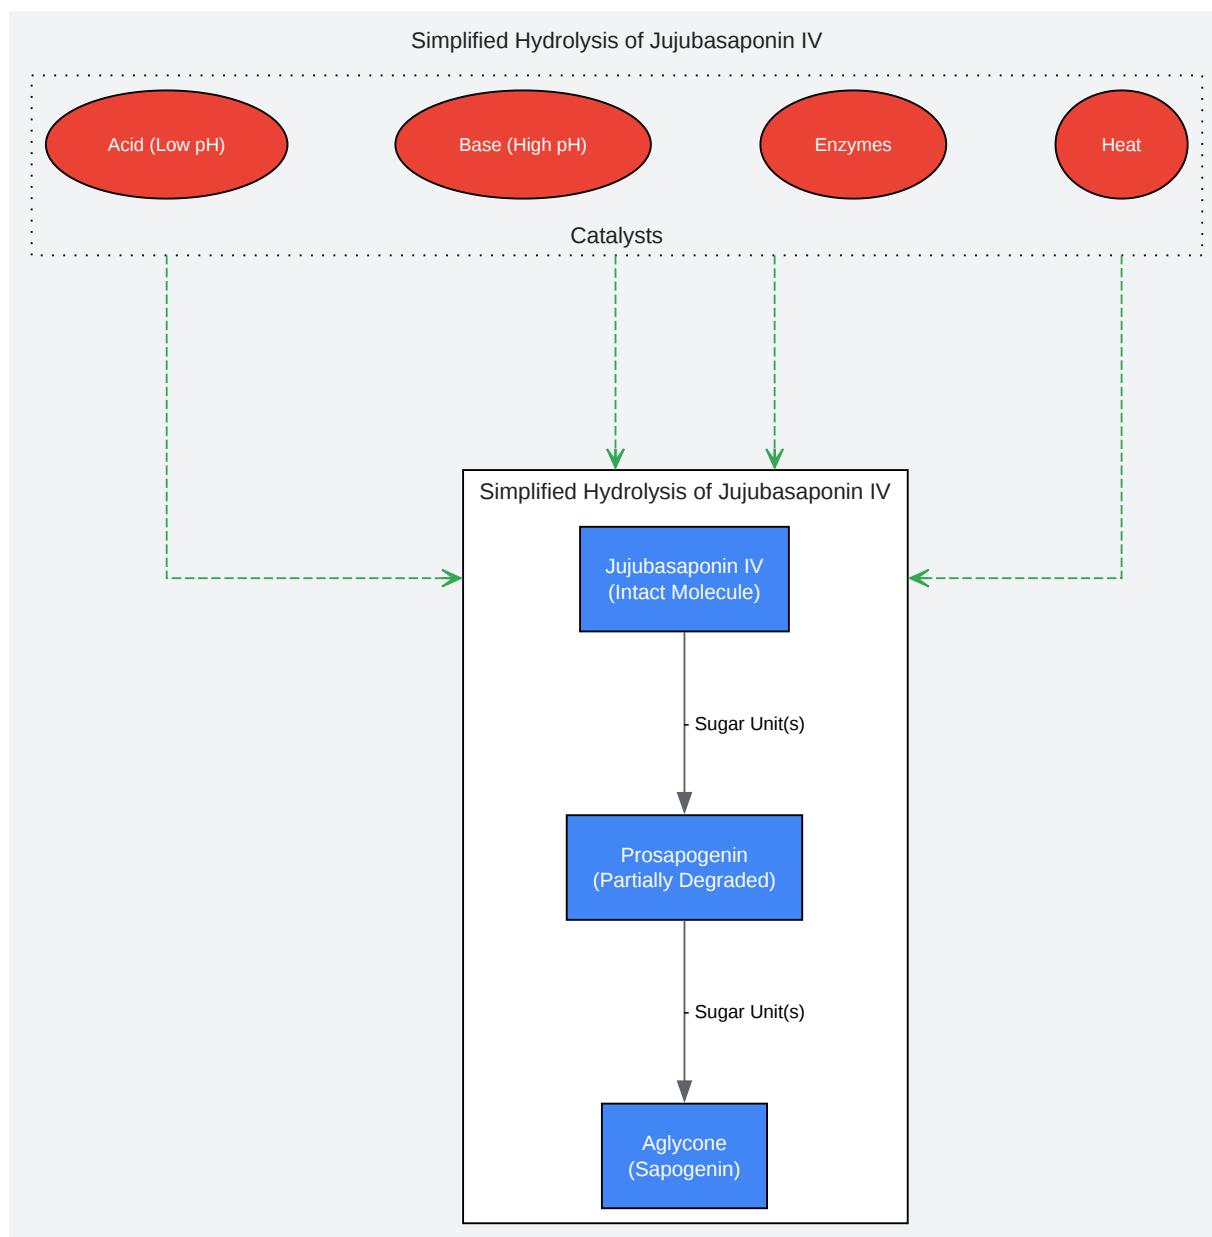 Simplified Hydrolysis of Jujubasaponin IV
Acid (Low pH)
Base (High pH)
Enzymes
Heat
Catalysts
Simplified Hydrolysis of Jujubasaponin IV
Jujubasaponin IV
(Intact Molecule)
- Sugar Unit(s)
Prosapogenin
(Partially Degraded)
- Sugar Unit(s)
Aglycone
(Sapogenin)